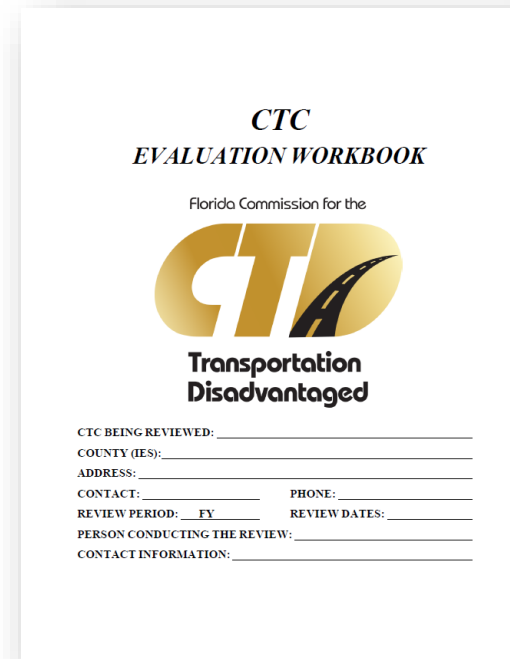 CTC
EVALUATION WORKBOOK
Florida Commission for the
CTD
Transportation
Disadvantaged
CTC BEING REVIEWED:
COUNTY (IES):
ADDRESS:
CONTACT: PHONE:
REVIEW PERIOD: FY REVIEW DATES:
PERSON CONDUCTING THE REVIEW:
CONTACT INFORMATION: